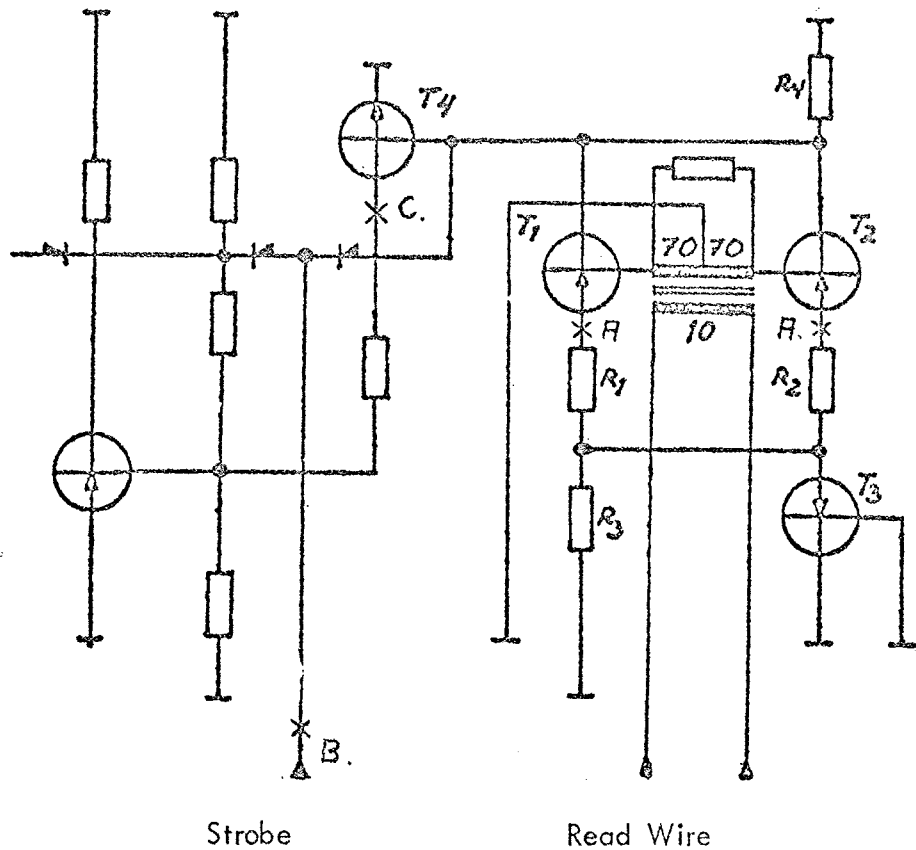 T4
R4
C.
T1
70 70
T2
A
10
A.
R1
R2
R3
T3
B.
Strobe
Read Wire